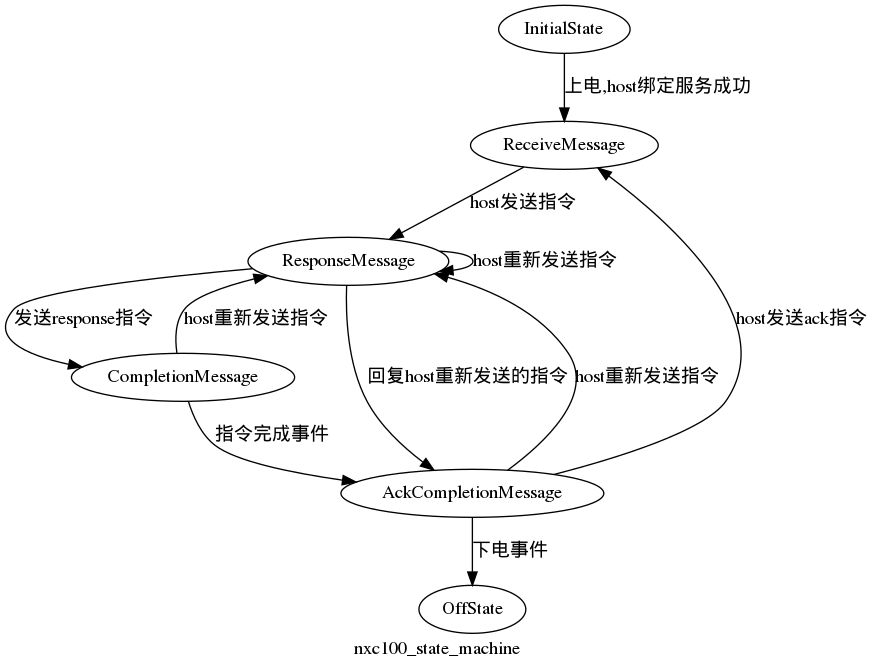 InitialState
上电,host绑定服务成功
ReceiveMessage
host发送指令
ResponseMessage
host重新发送指令
发送response指令
host重新发送指令
host发送ack指令
CompletionMessage
回复host重新发送的指令
host重新发送指令
指令完成事件
AckCompletionMessage
下电事件
OffState
nxc100_state_machine